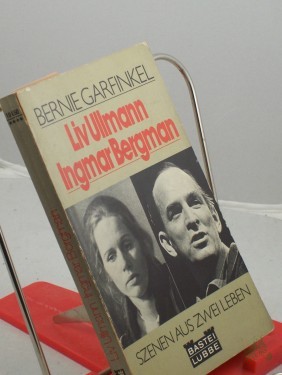 BERNIE GARFINKEL
Liv Ullmann
Ingmar Bergman
SZENEN AUS ZWEI LEBEN
BASTEI
LÜBBE